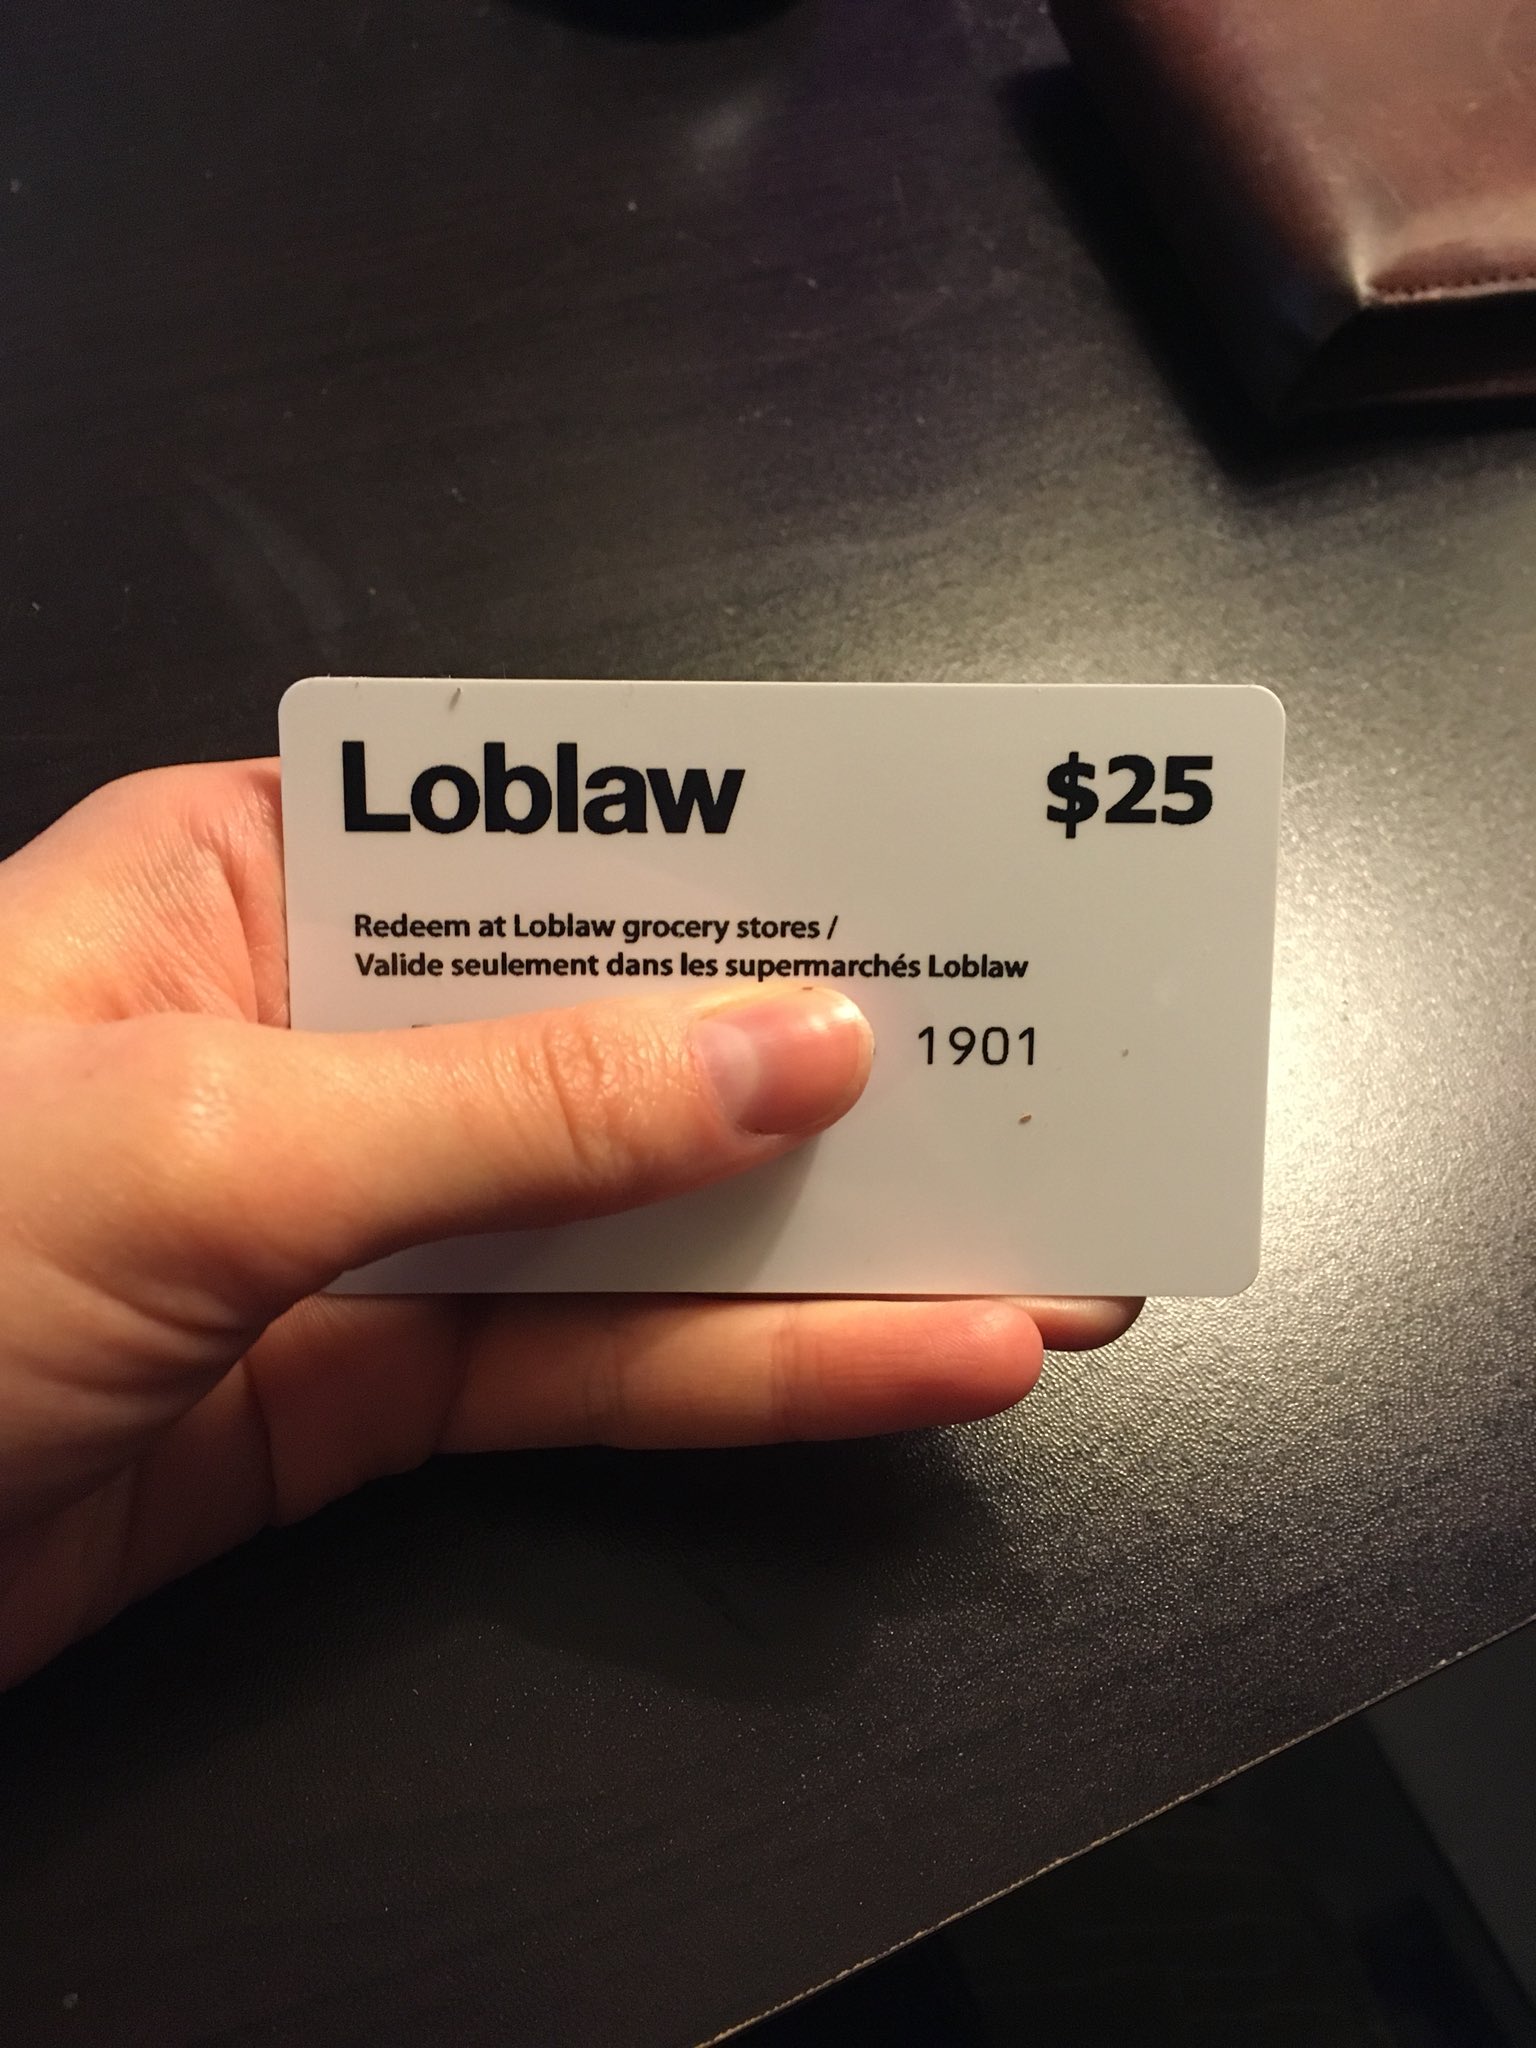 Loblaw $25
Redeem at Loblaw grocery stores /
Valide seulement dans les supermarchés Loblaw
1901